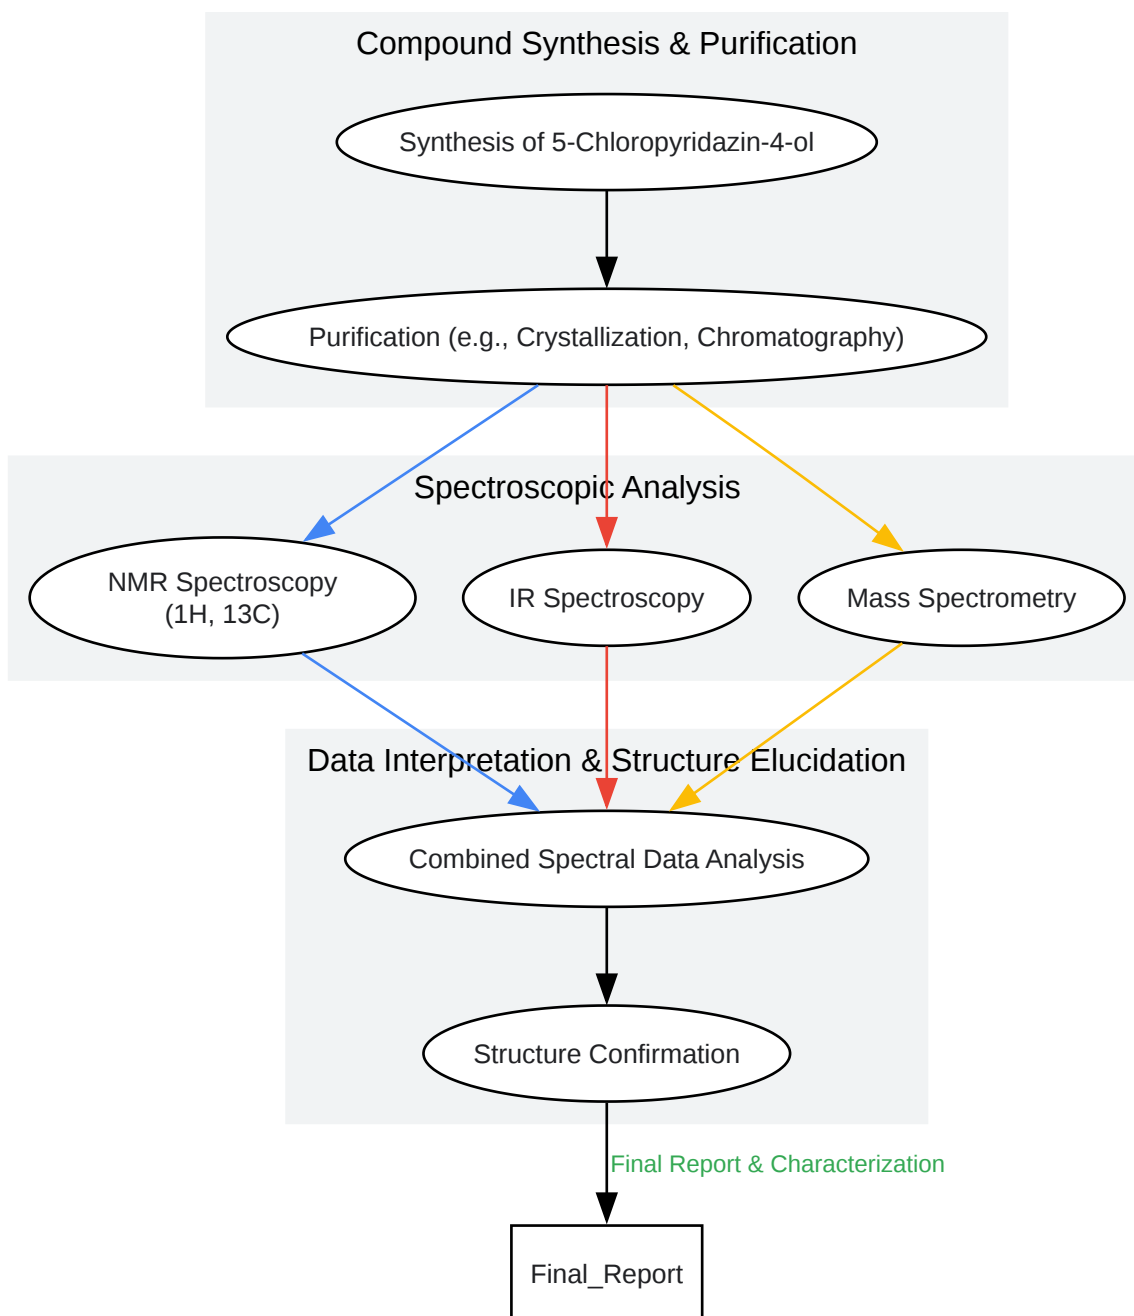 Compound Synthesis & Purification
Synthesis of 5-Chloropyridazin-4-ol
Purification (e.g., Crystallization, Chromatography)
Spectroscopic Analysis
NMR Spectroscopy
(1H, 13C)
IR Spectroscopy
Mass Spectrometry
Data Interpretation & Structure Elucidation
Combined Spectral Data Analysis
Structure Confirmation
Final Report & Characterization
Final_Report